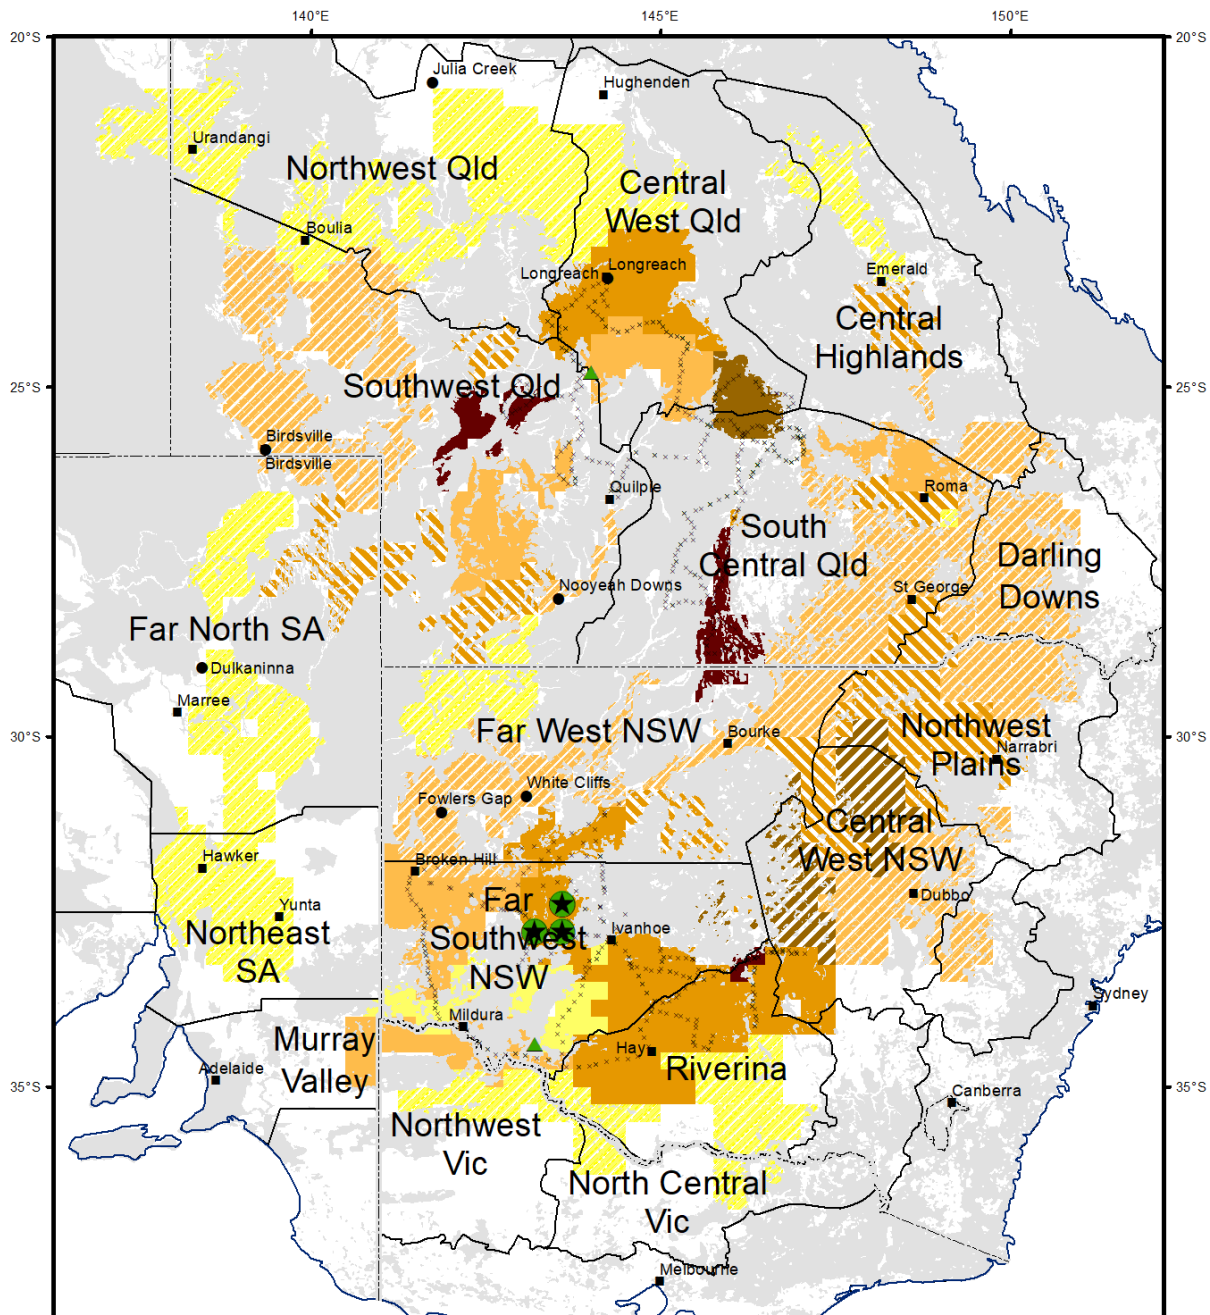 140°E 145°E 150°E
20°S 20°S
Julia Creek
Hughenden
Urandangi
Northwest Qld
Central
West Qld
Boulia
Longreach Longreach
Emerald
Central
Highlands
25°S 25°S
Southwest Qld
Birdsville
Birdsville
Quilpie
Roma
South
Central Qld
Darling
Downs
Nooyeah Downs
St George
Far North SA
Dulkaninna
Marree
Far West NSW
Northwest
Plains
30°S 30°S
Bourke
Narrabri
White Cliffs
Fowlers Gap
Central
West NSW
Hawker
Broken Hill
Dubbo
Yunta
Far
Southwest
NSW
Ivanhoe
Northeast
SA
Sydney
Mildura
Murray
Valley
Hay
Riverina
Adelaide
35°S 35°S
Canberra
Northwest
Vic
North Central
Vic
Melbourne